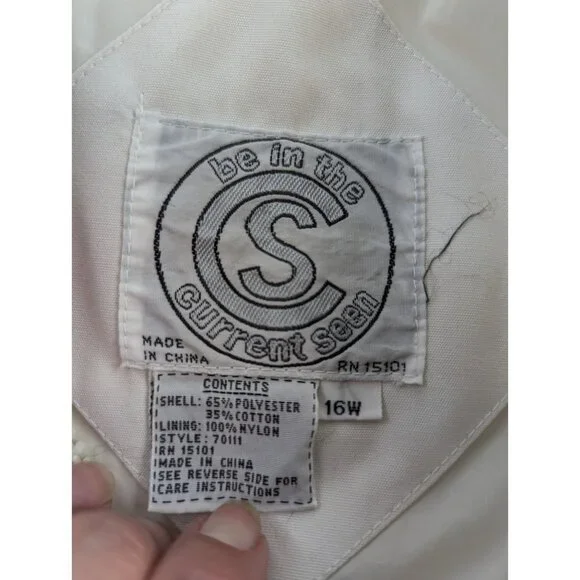 be in the
CS
current seen
MADE
IN CHINA
RN 15101
CONTENTS
SHELL: 65% POLYESTER
35% COTTON
LINING: 100% NYLON
STYLE: 70111
RN 15101
MADE IN CHINA
SEE REVERSE SIDE FOR
CARE INSTRUCTIONS
16W